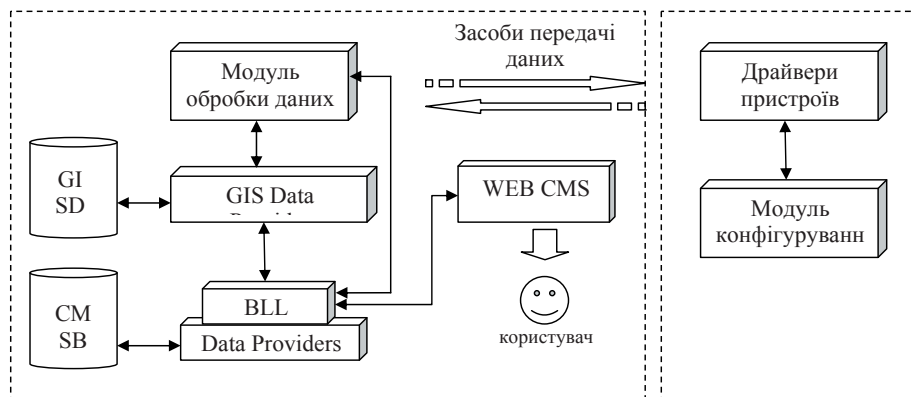 Засоби передачі
даних
Модуль
обробки даних
Драйвери
пристроїв
GI
SD
GIS Data
WEB CMS
Модуль
конфігуруванн
CM
SB
BLL
Data Providers
користувач